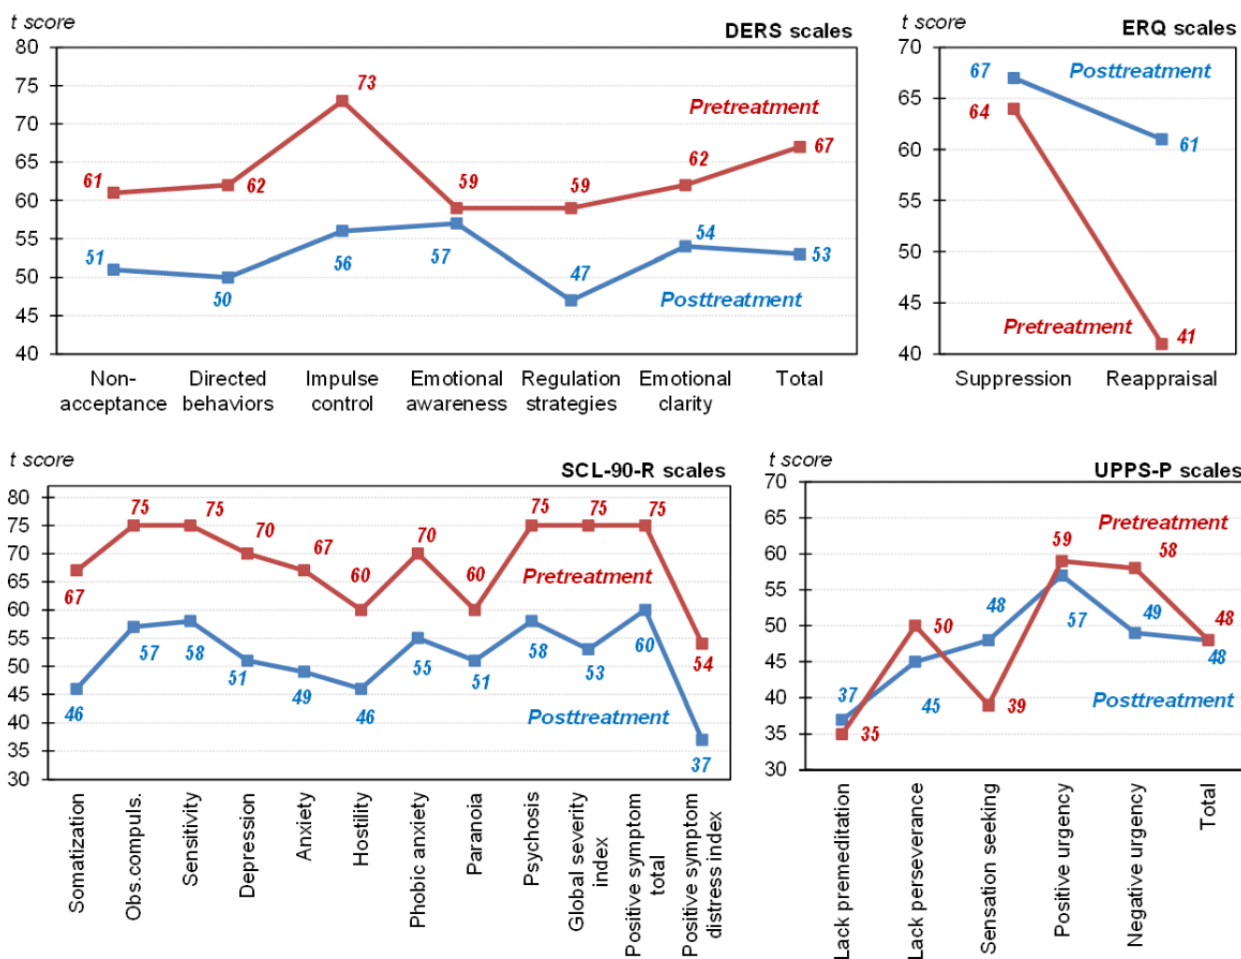 t score
DERS scales
80
75
70
65
60
55
50
45
40
73
Pretreatment
61
62
59
59
62
67
51
50
56
57
47
54
53
Posttreatment
Non-
acceptance
Directed
behaviors
Impulse
control
Emotional
awareness
Regulation
strategies
Emotional
clarity
Total
t score
ERQ scales
70
65
60
55
50
45
40
67
Posttreatment
64
61
Pretreatment
41
Suppression
Reappraisal
t score
SCL-90-R scales
80
75
70
65
60
55
50
45
40
35
30
67
75
75
70
67
60
70
60
75
75
75
54
Pretreatment
46
57
58
51
49
46
55
51
58
53
60
37
Posttreatment
Somatization
Obs.compuls.
Sensitivity
Depression
Anxiety
Hostility
Phobic anxiety
Paranoia
Psychosis
Global severity
index
Positive symptom
total
Positive symptom
distress index
t score
UPPS-P scales
70
65
60
55
50
45
40
35
30
Pretreatment
59
58
50
39
35
48
37
45
48
57
49
48
Posttreatment
Lack premeditation
Lack perseverance
Sensation seeking
Positive urgency
Negative urgency
Total